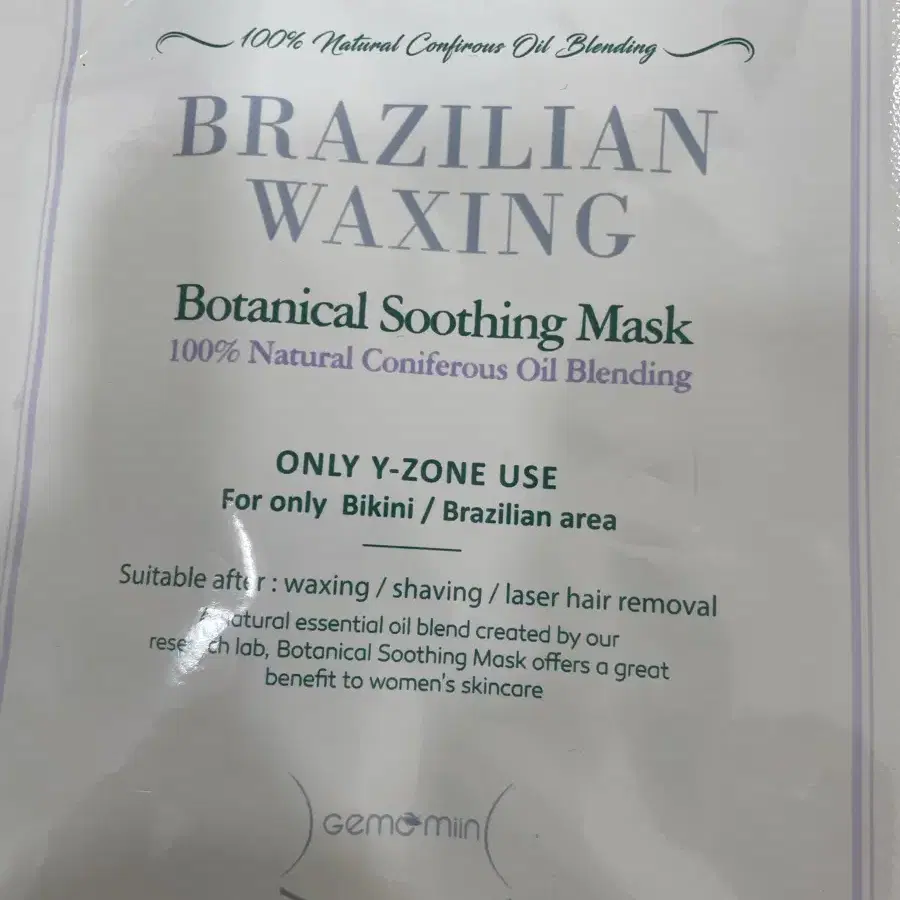 100% Natural Confirous Oil Blending
BRAZILIAN
WAXING
Botanical Soothing Mask
100% Natural Coniferous Oil Blending
ONLY Y-ZONE USE
For only Bikini / Brazilian area
Suitable after : waxing / shaving / laser hair removal
natural essential oil blend created by our
research lab, Botanical Soothing Mask offers a great
benefit to women's skincare
Gemomiin